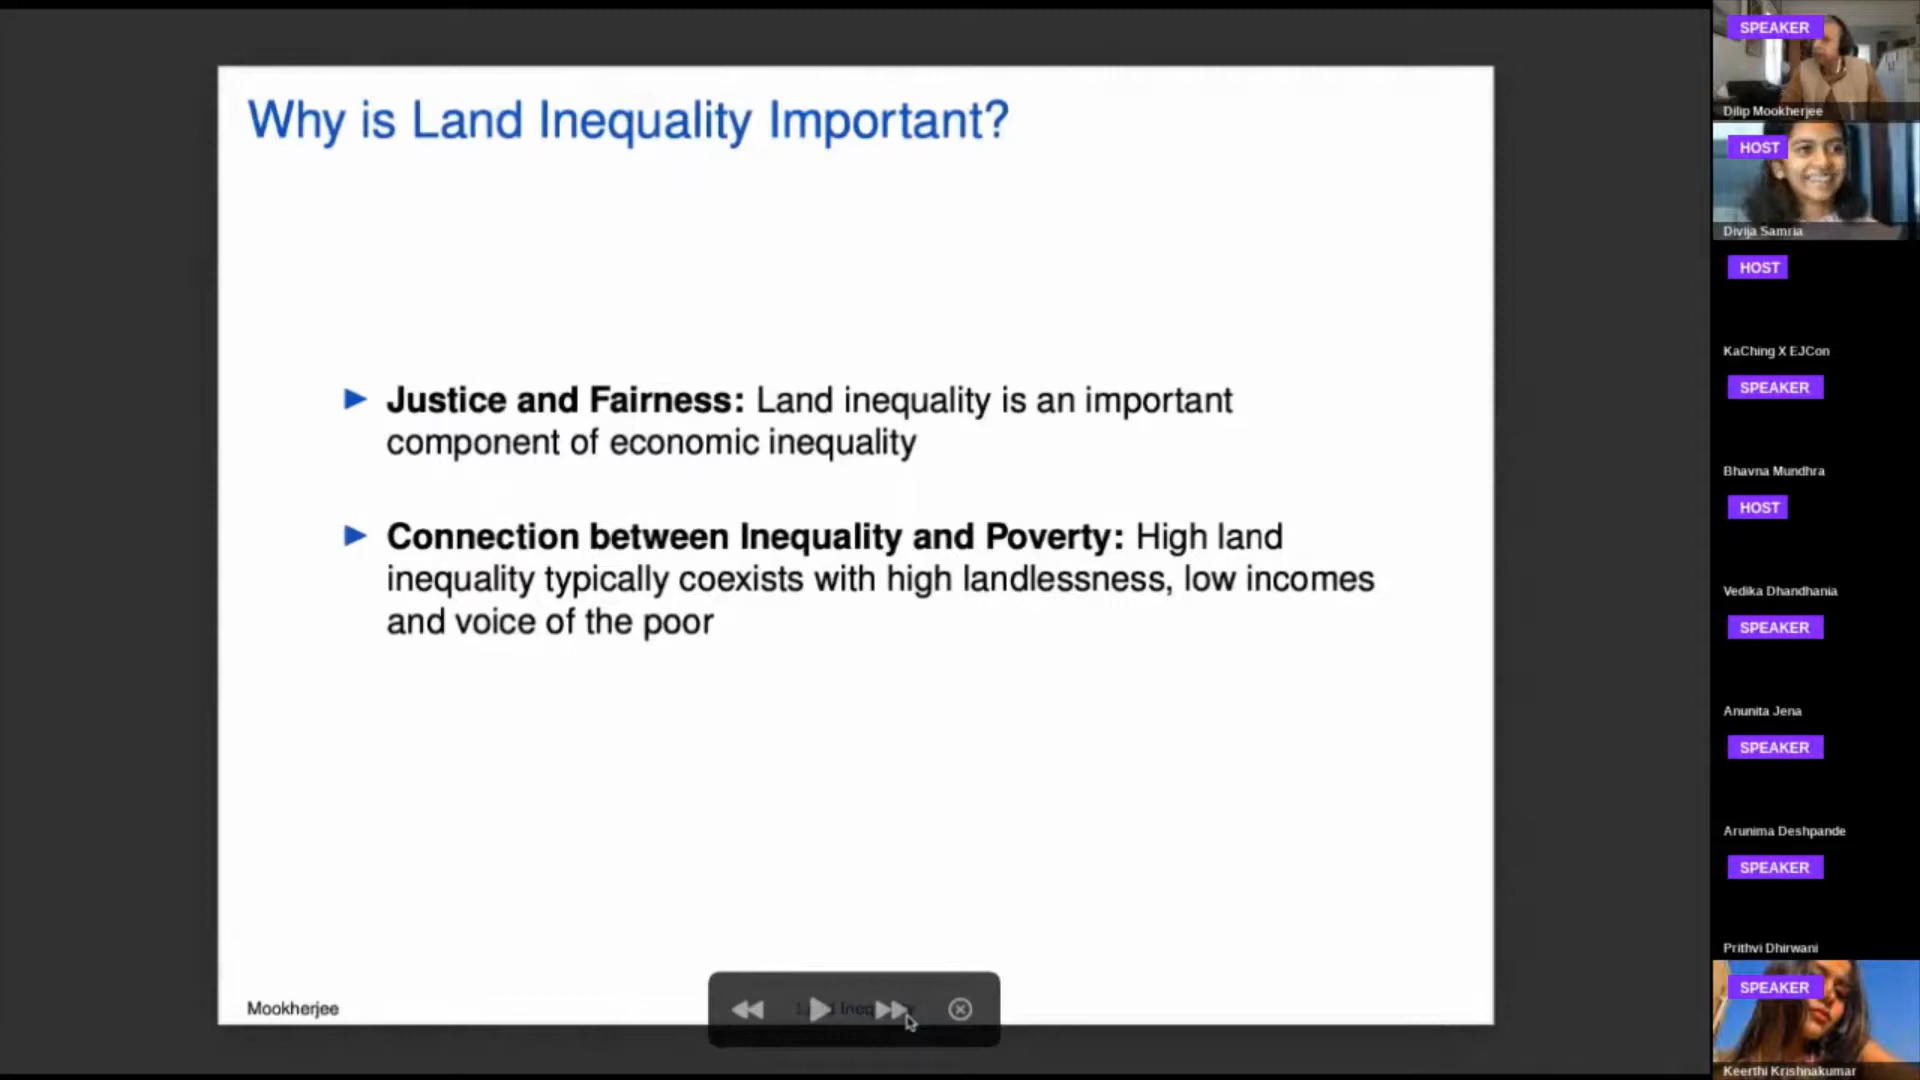 Why is Land Inequality Important?
Justice and Fairness: Land inequality is an important
component of economic inequality
Connection between Inequality and Poverty: High land
inequality typically coexists with high landlessness, low incomes
and voice of the poor
Mookherjee
SPEAKER
Dilip Mookherjee
HOST
Divija Samria
HOST
KaChing X EJCon
SPEAKER
Bhavna Mundhra
HOST
Vedika Dhandhania
SPEAKER
Anunita Jena
SPEAKER
Arunima Deshpande
SPEAKER
Prithvi Dhirwani
SPEAKER
Keerthi Krishnakumar